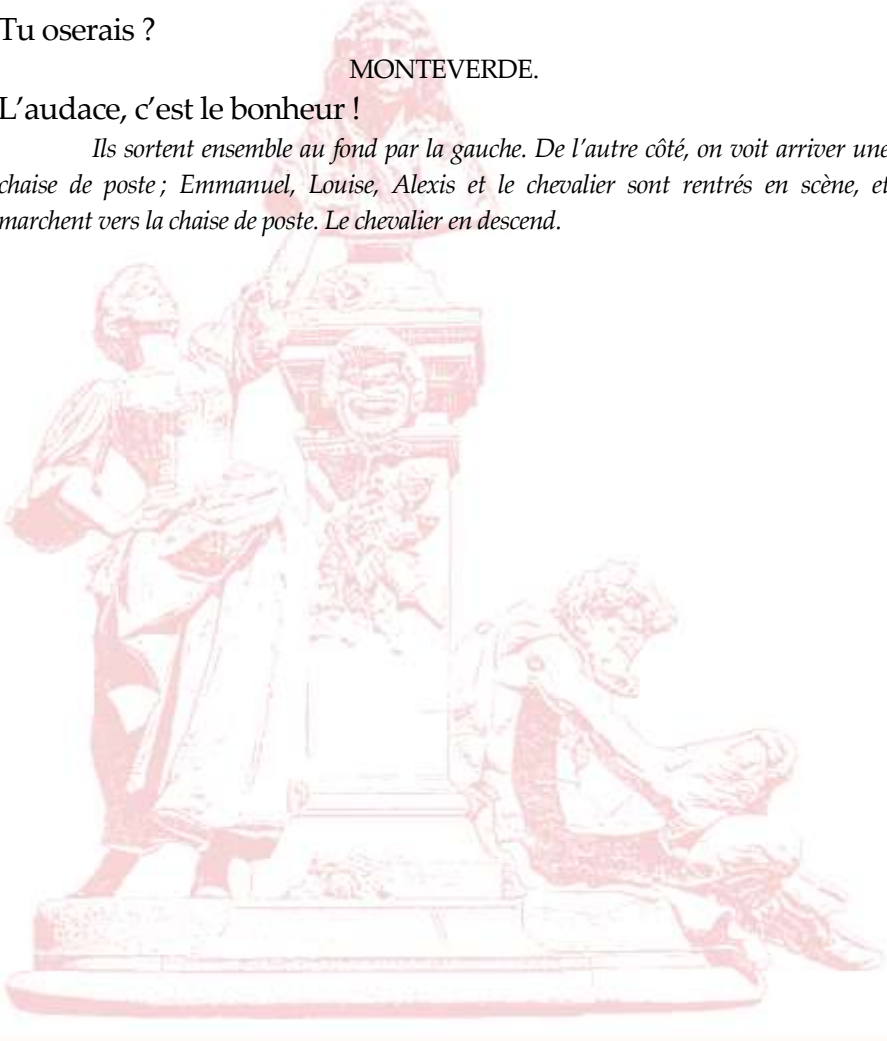 Tu oserais ?
MONTEVERDE.
L’audace, c’est le bonheur !
Ils sortent ensemble au fond par la gauche. De l’autre côté, on voit arriver une
chaise de poste ; Emmanuel, Louise, Alexis et le chevalier sont rentrés en scène, et
marchent vers la chaise de poste. Le chevalier en descend.